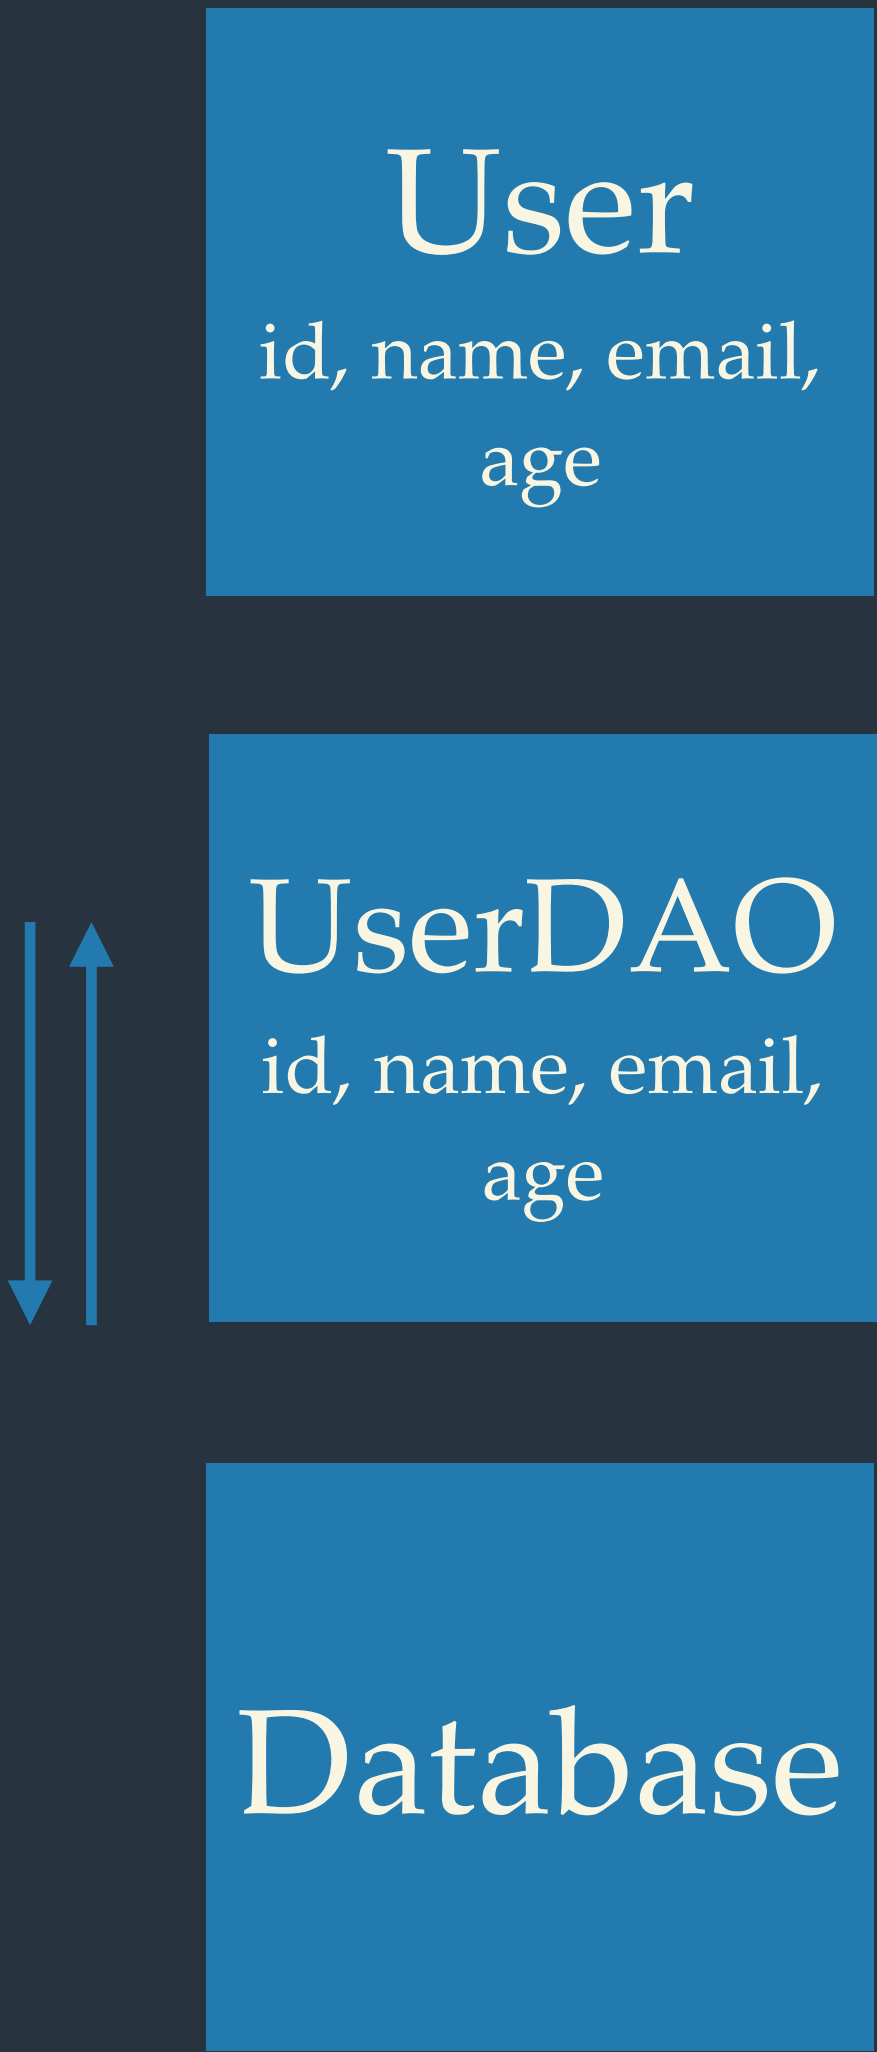 User
id, name, email,
age
UserDAO
id, name, email,
age
Database